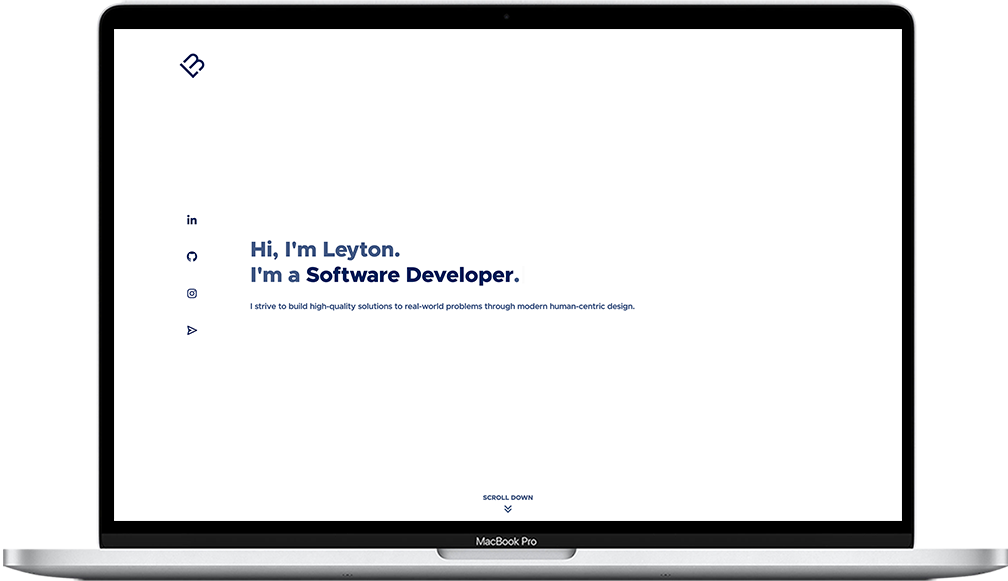 in
Hi, I'm Leyton.
I'm a Software Developer.
I strive to build high-quality solutions to real-world problems through modern human-centric design.
SCROLL DOWN
MacBook Pro